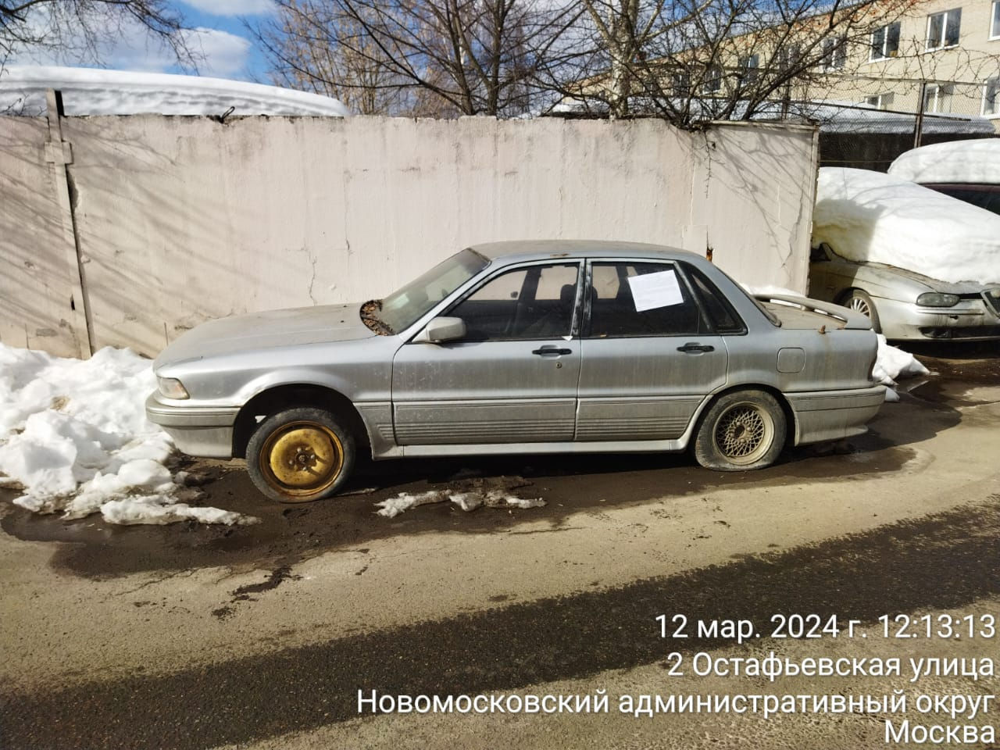 12 мар. 2024 г. 12:13:13
2 Остафьевская улица
Новомосковский административный округ
Москва